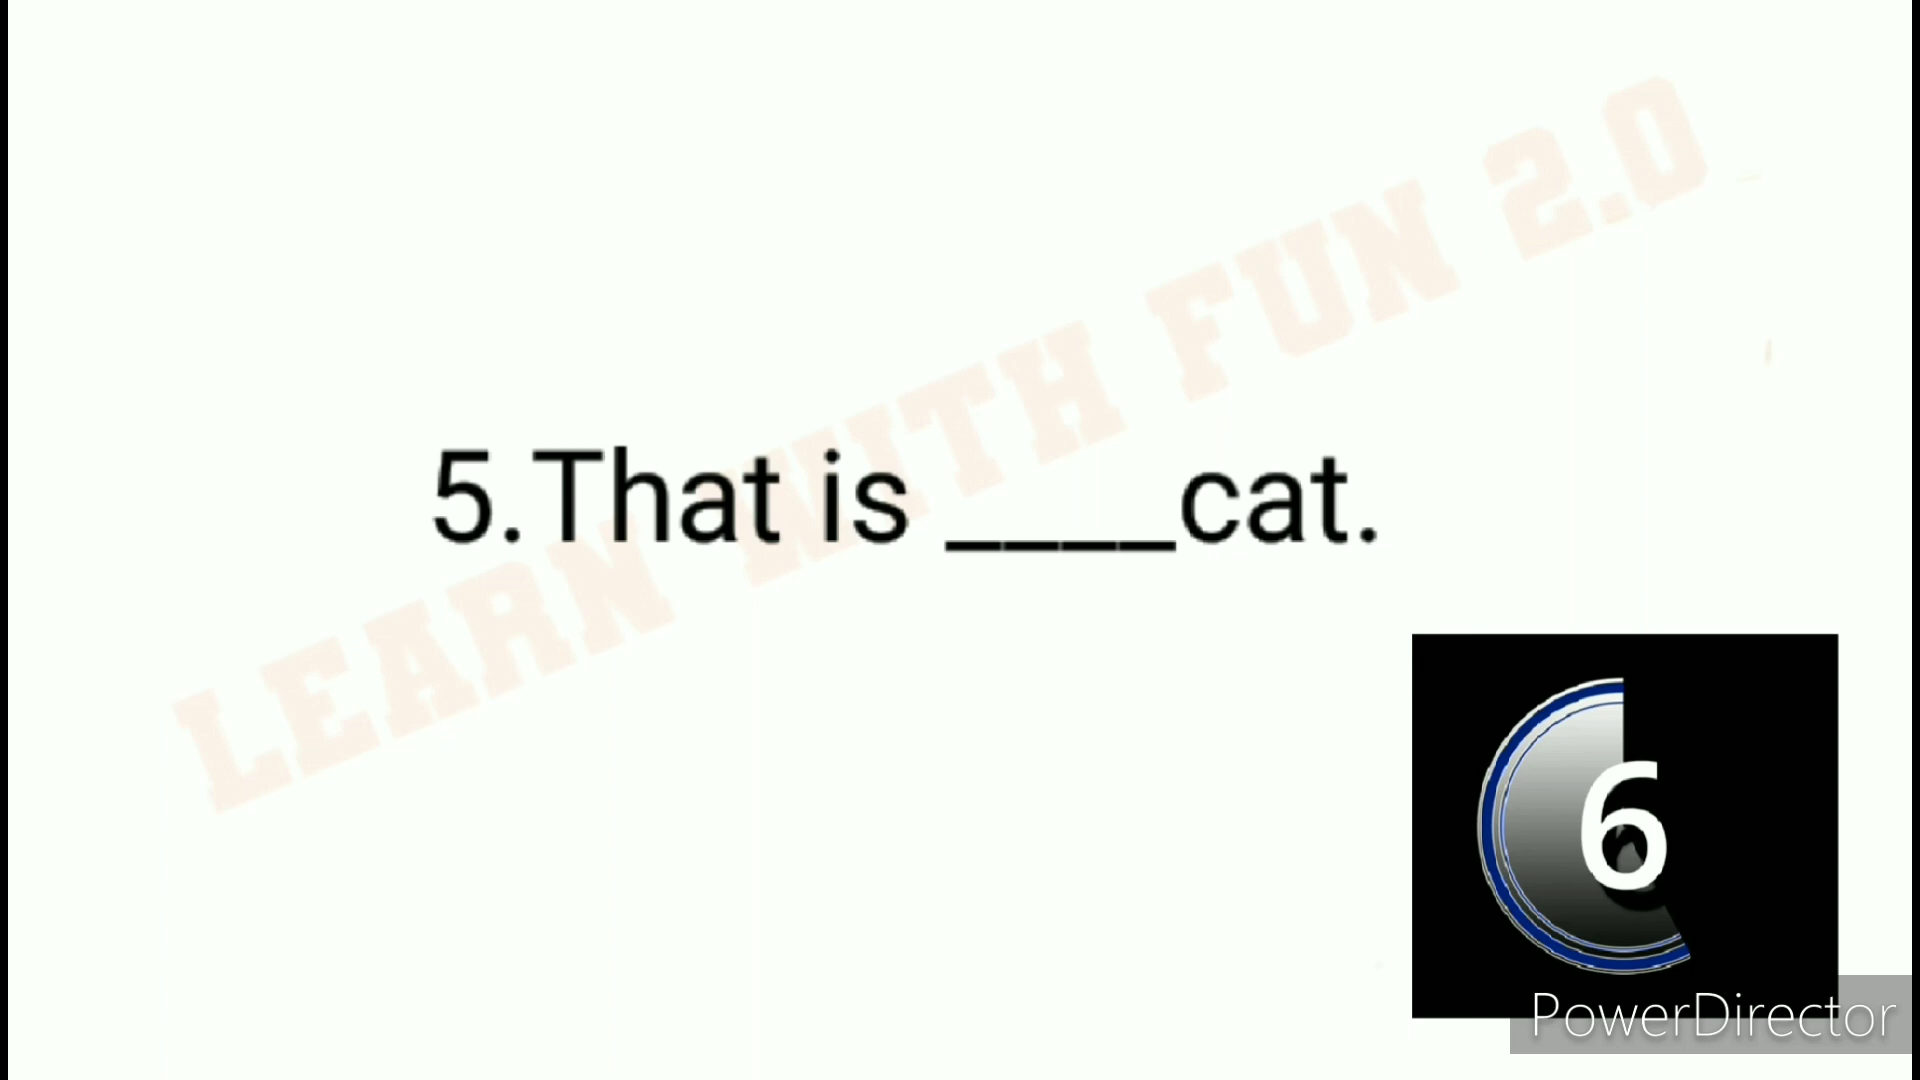 LEARN WITH FUN 2.0
5.That is ____cat.
6
PowerDirector